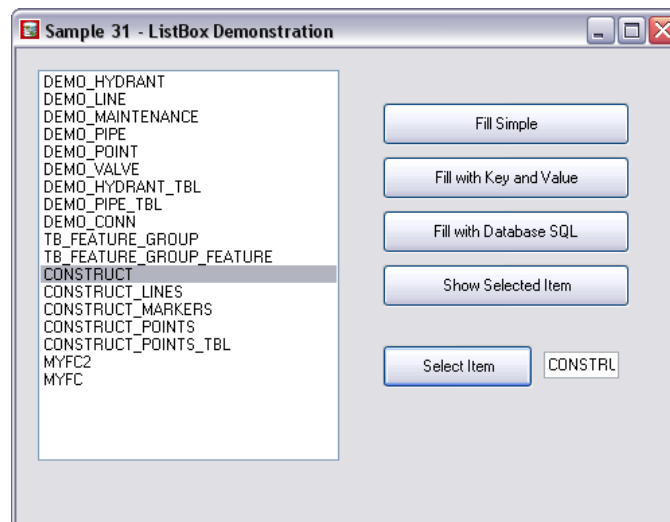 Sample 31 - ListBox Demonstration
DEMO_HYDRANT
DEMO_LINE
DEMO_MAINTENANCE
DEMO_PIPE
DEMO_POINT
DEMO_VALVE
DEMO_HYDRANT_TBL
DEMO_PIPE_TBL
DEMO_CONN
TB_FEATURE_GROUP
TB_FEATURE_GROUP_FEATURE
CONSTRUCT
CONSTRUCT_LINES
CONSTRUCT_MARKERS
CONSTRUCT_POINTS
CONSTRUCT_POINTS_TBL
MYFC2
MYFC
Fill Simple
Fill with Key and Value
Fill with Database SQL
Show Selected Item
Select Item
CONSTRU